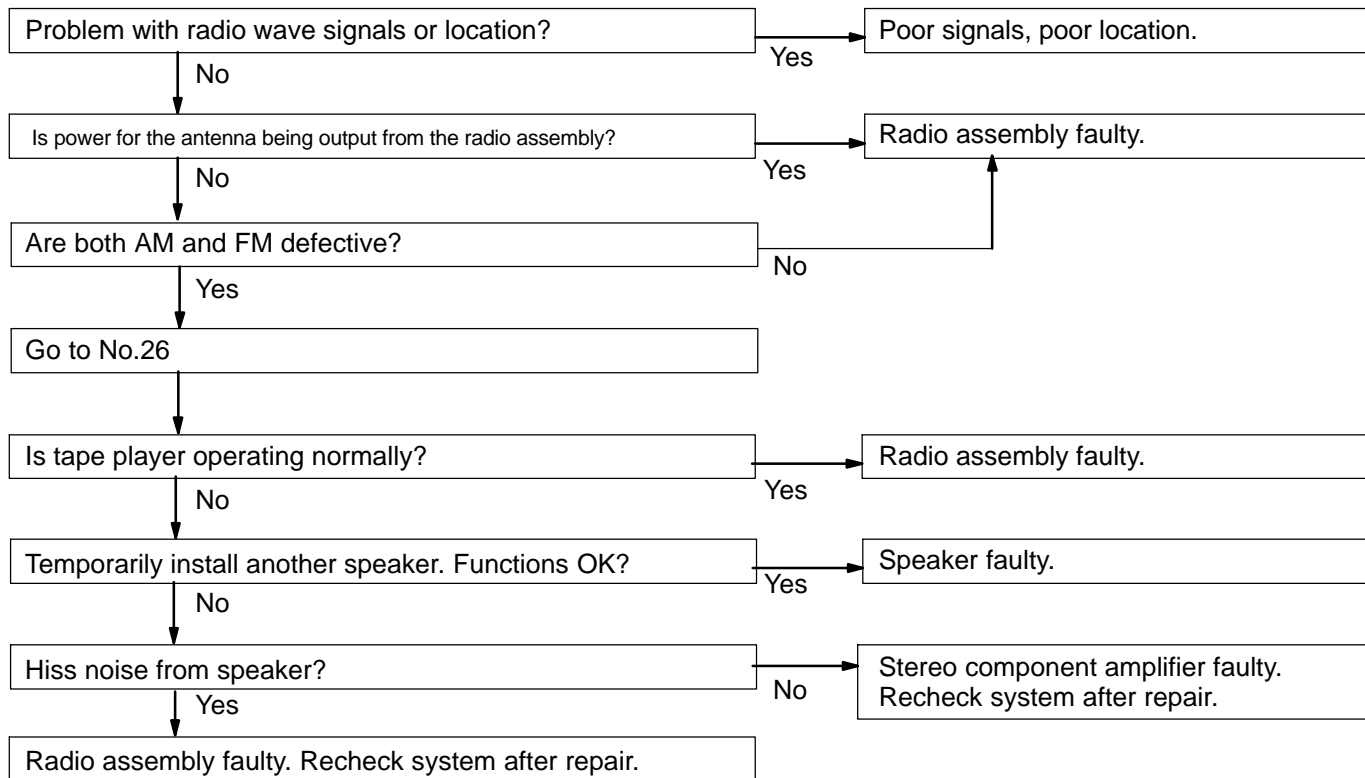 Problem with radio wave signals or location?
Yes
Poor signals, poor location.
No
Is power for the antenna being output from the radio assembly?
Yes
Radio assembly faulty.
No
Are both AM and FM defective?
No
Yes
Go to No.26
Is tape player operating normally?
Yes
Radio assembly faulty.
No
Temporarily install another speaker. Functions OK?
Yes
Speaker faulty.
No
Hiss noise from speaker?
No
Stereo component amplifier faulty.
Recheck system after repair.
Yes
Radio assembly faulty. Recheck system after repair.